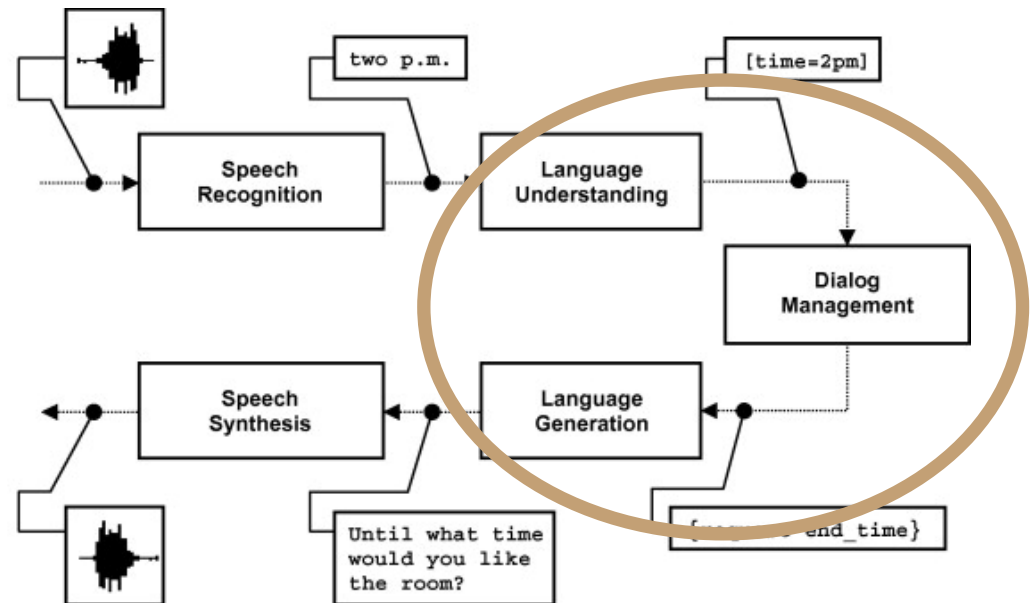 two p.m.
[time=2pm]
Speech
Recognition
Language
Understanding
Dialog
Management
Speech
Synthesis
Language
Generation
Until what time
would you like
the room?
end_time}